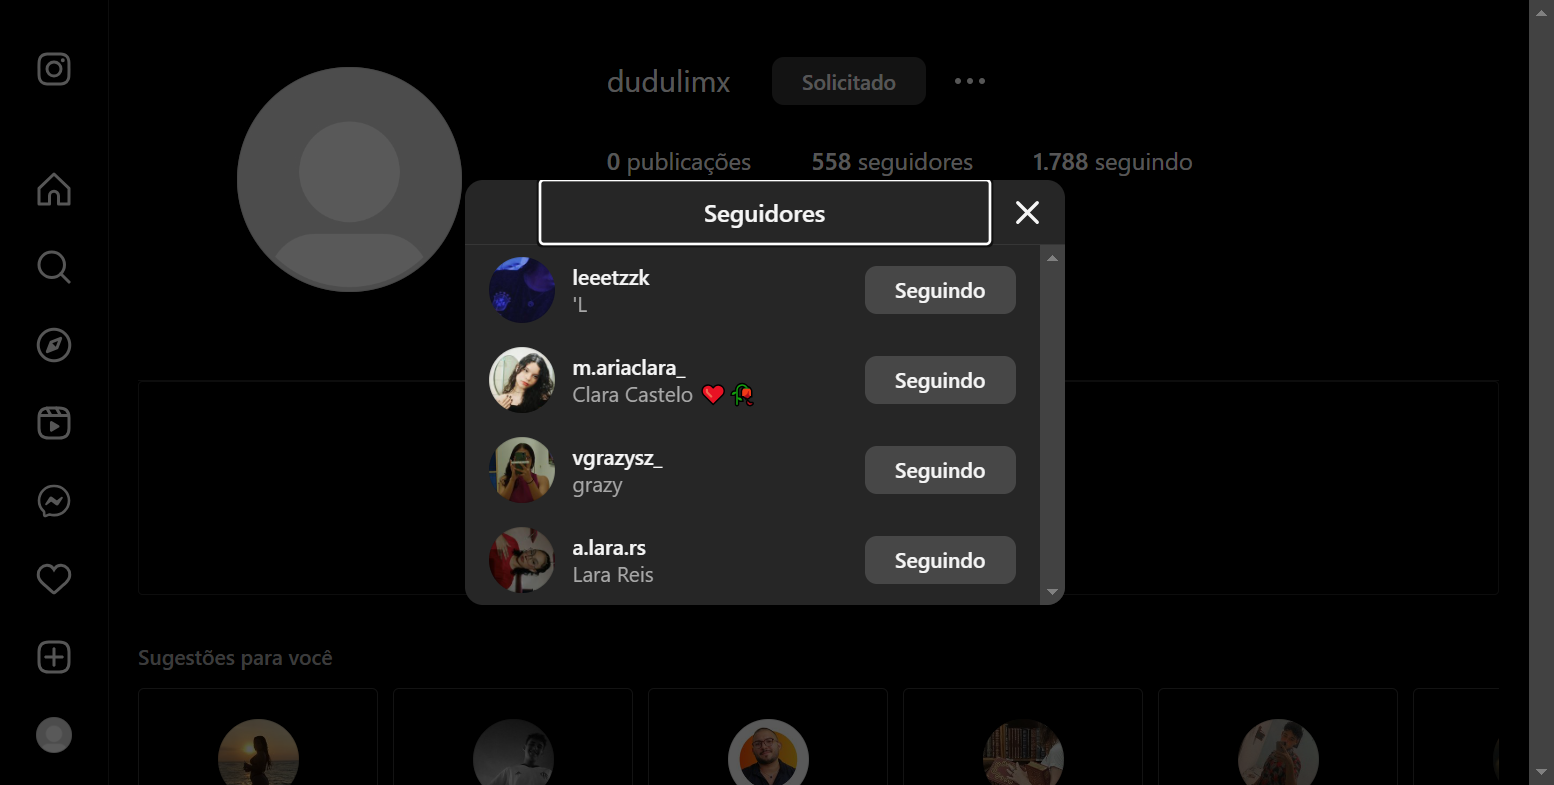 dudulimx Solicitado
0 publicações 558 seguidores 1.788 seguindo
Seguidores
leeetzzk
'L
Seguindo
m.ariaclara_
Clara Castelo ❤️🥀
Seguindo
vgrazysz_
grazy
Seguindo
a.lara.rs
Lara Reis
Seguindo
Sugestões para você